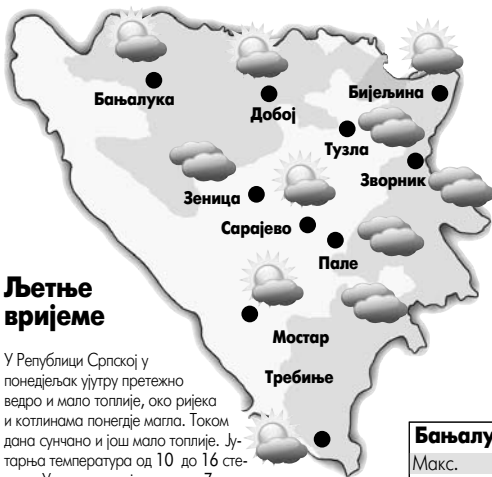 Бањалука
Добој
Бијељина
Тузла
Зворник
Зеница
Сарајево
Пале
Мостар
Требиње
Љетње
вријеме
У Републици Српској у
понедјељак ујутру претежно
ведро и мало топлије, око ријека
и котлинама понегдје магла. Током
дана сунчано и још мало топлије. Ју-
тарња температура од 10 до 16 сте-
Бањалу
Макс.